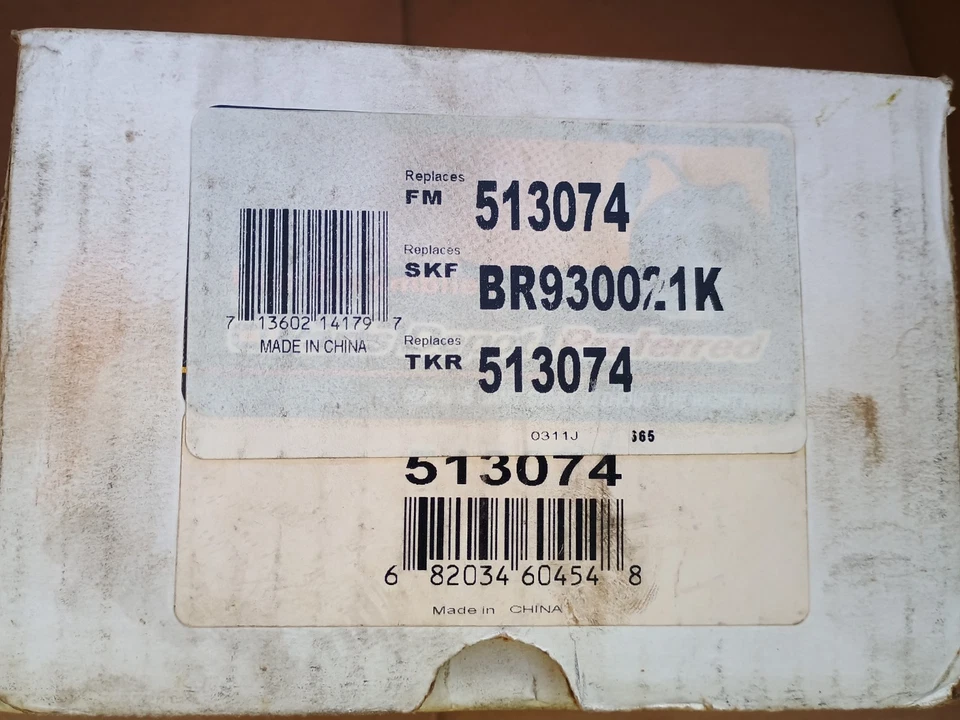 Replaces
FM 513074
Replaces
SKF BR930021K
7 13602 14179 7
MADE IN CHINA
Replaces
TKR 513074
0311J 365
513074
6 82034 60454 8
Made in CHINA